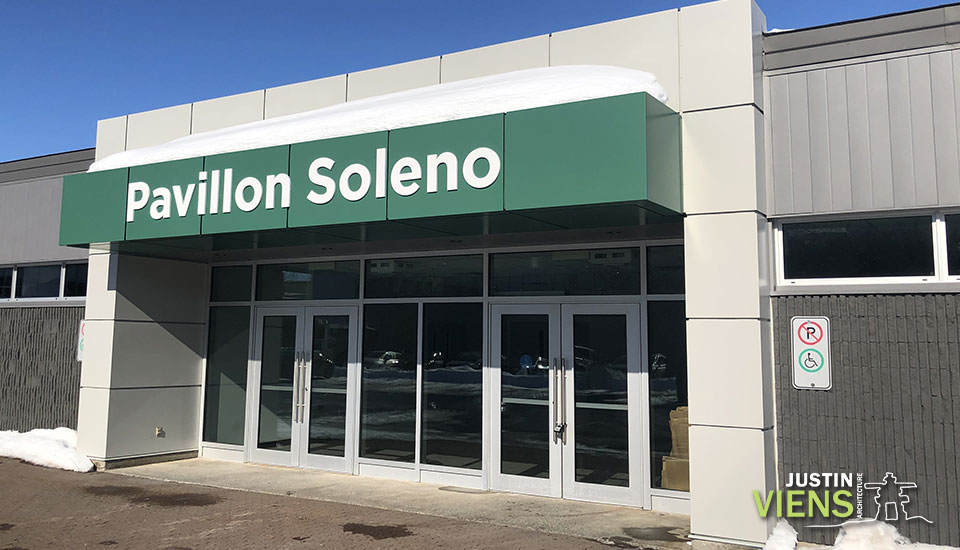 Pavillon Soleno
P
JUSTIN
VIENS
ARCHITECTURE